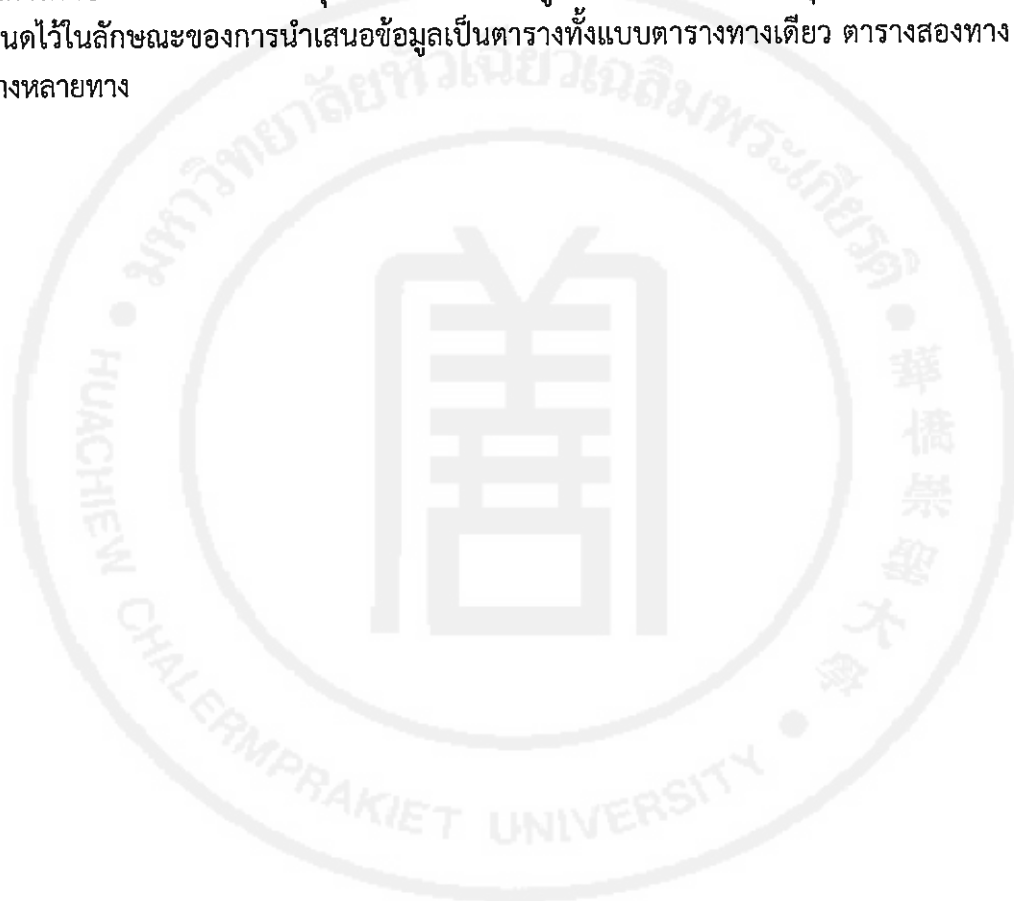 นดไว้ในลักษณะของการนำเสนอข้อมูลเป็นตารางทั้งแบบตารางทางเดียว ตารางสองทาง
างหลายทาง
มหาวิทยาลัยหัวเฉียวเฉลิมพระเกียรติ
華僑崇聖大學
HUACHIEW CHALERMPRAKIET UNIVERSITY